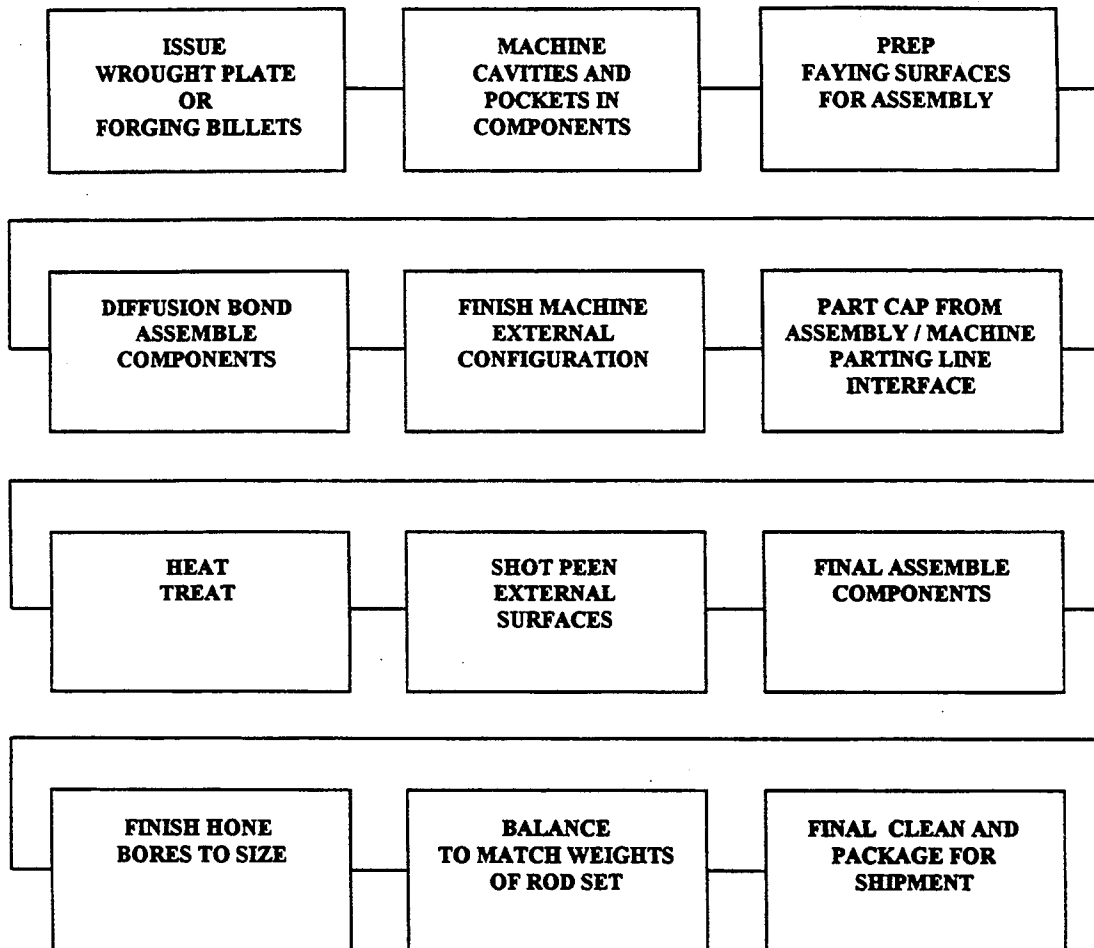 ISSUE
WROUGHT PLATE
OR
FORGING BILLETS
MACHINE
CAVITIES AND
POCKETS IN
COMPONENTS
PREP
FAYING SURFACES
FOR ASSEMBLY
DIFFUSION BOND
ASSEMBLE
COMPONENTS
FINISH MACHINE
EXTERNAL
CONFIGURATION
PART CAP FROM
ASSEMBLY / MACHINE
PARTING LINE
INTERFACE
HEAT
TREAT
SHOT PEEN
EXTERNAL
SURFACES
FINAL ASSEMBLE
COMPONENTS
FINISH HONE
BORES TO SIZE
BALANCE
TO MATCH WEIGHTS
OF ROD SET
FINAL CLEAN AND
PACKAGE FOR
SHIPMENT